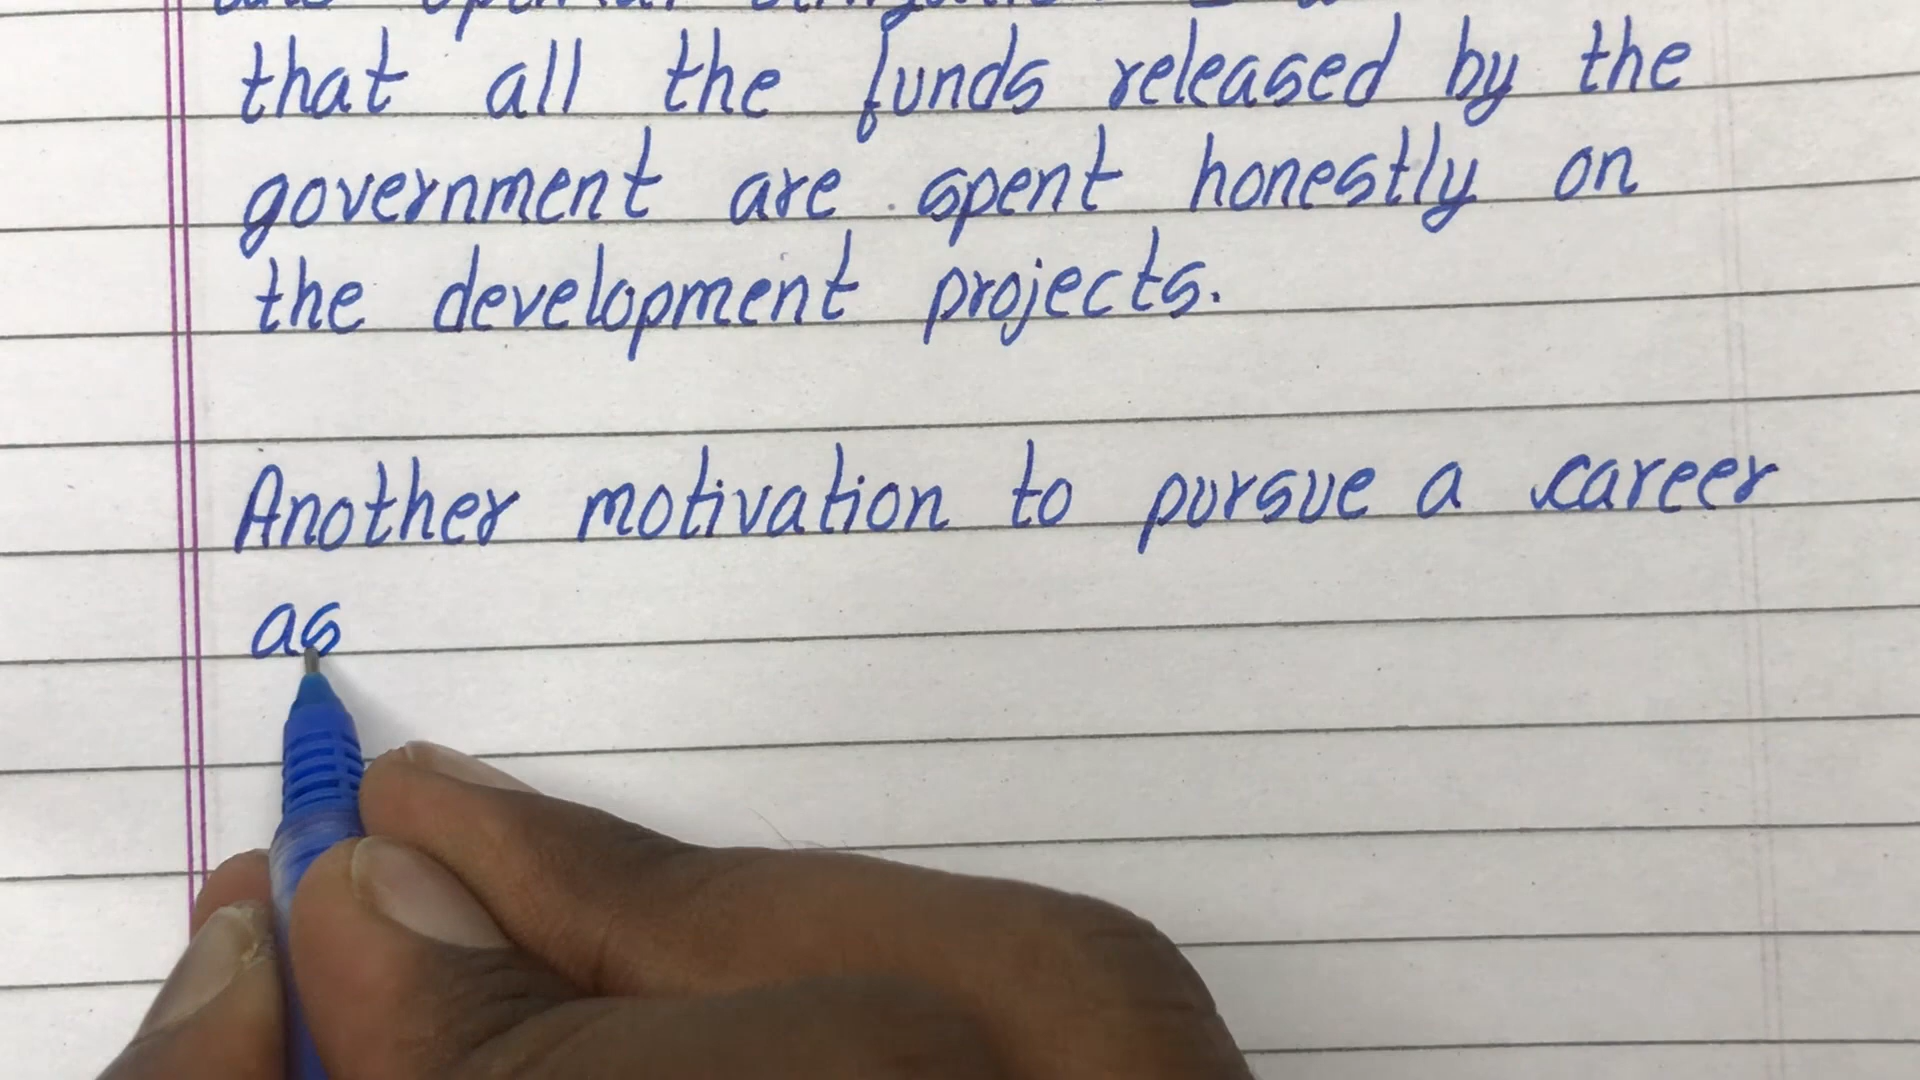 that all the funds released by the
government are spent honestly on
the development projects.
Another motivation to pursue a career
as